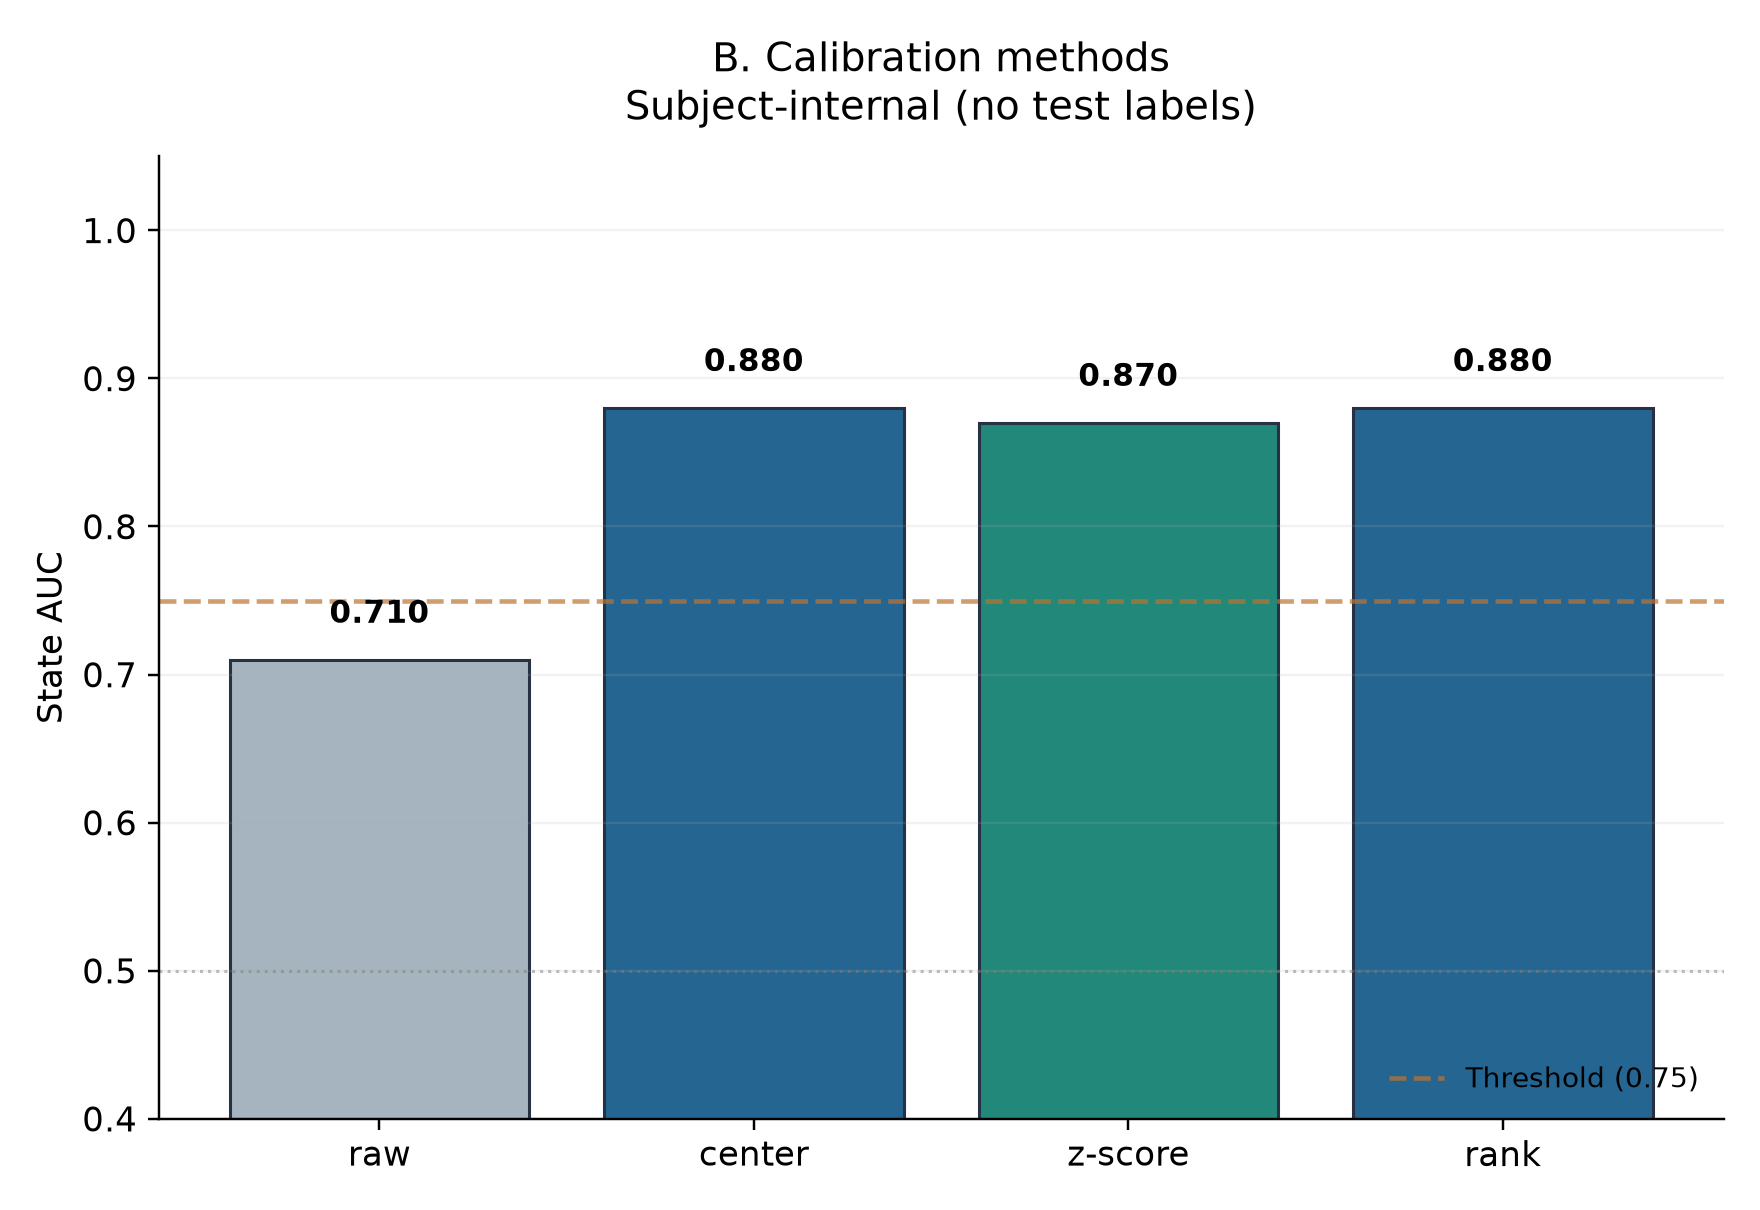 B. Calibration methods
Subject-internal (no test labels)
State AUC
1.0
0.9
0.8
0.7
0.6
0.5
0.4
0.710
0.880
0.870
0.880
Threshold (0.75)
raw
center
z-score
rank